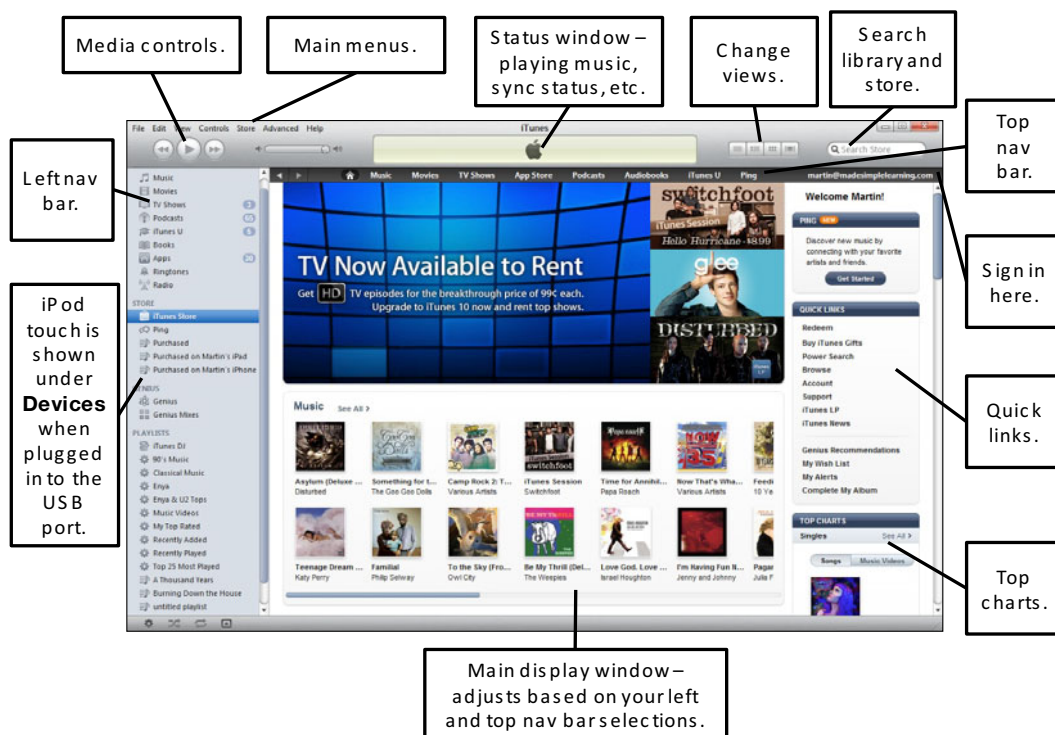 Media controls.
Main menus.
Status window –
playing music,
sync status, etc.
Change
views.
Search
library and
store.
Top
nav
bar.
Left nav
bar.
iPod
touch is
shown
under
Devices
when
plugged
in to the
USB
port.
Sign in
here.
Quick
links.
Top
charts.
Main display window –
adjusts based on your left
and top nav bar selections.
iTunes
File Edit View Controls Store Advanced Help
Search Store
Music Movies TV Shows App Store Podcasts Audiobooks iTunes U Ping martin@madesimplelearning.com
Music
Movies
TV Shows
Podcasts
iTunes U
Books
Apps
Ringtones
Radio
STORE
iTunes Store
Ping
Purchased
Purchased on Martin's iPad
Purchased on Martin's iPhone
Genius
Genius Mixes
PLAYLISTS
iTunes DJ
90's Music
Classical Music
Enya
Enya & U2 Tops
Music Videos
My Top Rated
Recently Added
Recently Played
Top 25 Most Played
A Thousand Years
Burning Down the House
untitled playlist
TV Now Available to Rent
Get HD TV episodes for the breakthrough price of 99¢ each.
Upgrade to iTunes 10 now and rent top shows.
switchfoot
iTunes Session
Hello Hurricane - $8.99
glee
DISTURBED
iTunes
LP
Music See All >
Asylum (Deluxe ... Something for t... Camp Rock 2: T... iTunes Session Time for Annihil... Now That's Wha... Feedi
Disturbed The Goo Goo Dolls Various Artists Switchfoot Papa Roach Various Artists 10 Ye
Teenage Dream ... Familial To the Sky (Fro... Be My Thrill (Del... Love God. Love ... I'm Having Fun N... Pagan
Katy Perry Philip Selway Owl City The Weepies Israel Houghton Jenny and Johnny Julia F
Welcome Martin!
PING NEW
Discover new music by
connecting with your favorite
artists and friends.
Get Started
QUICK LINKS
Redeem
Buy iTunes Gifts
Power Search
Browse
Account
Support
iTunes LP
iTunes News
Genius Recommendations
My Wish List
My Alerts
Complete My Album
TOP CHARTS
Singles See All >
Songs Music Videos